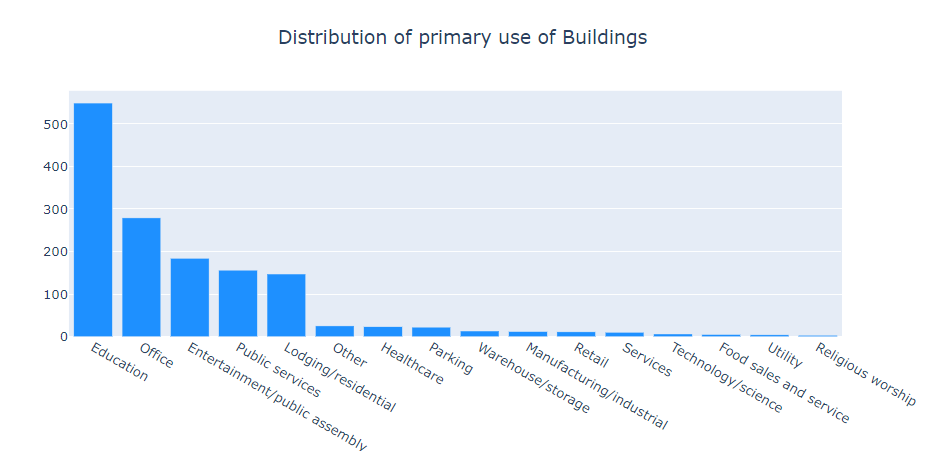 Distribution of primary use of Buildings
500
400
300
200
100
0
Education
Office
Entertainment/public assembly
Public services
Lodging/residential
Other
Healthcare
Parking
Warehouse/storage
Manufacturing/industrial
Retail
Services
Technology/science
Food sales and service
Utility
Religious worship